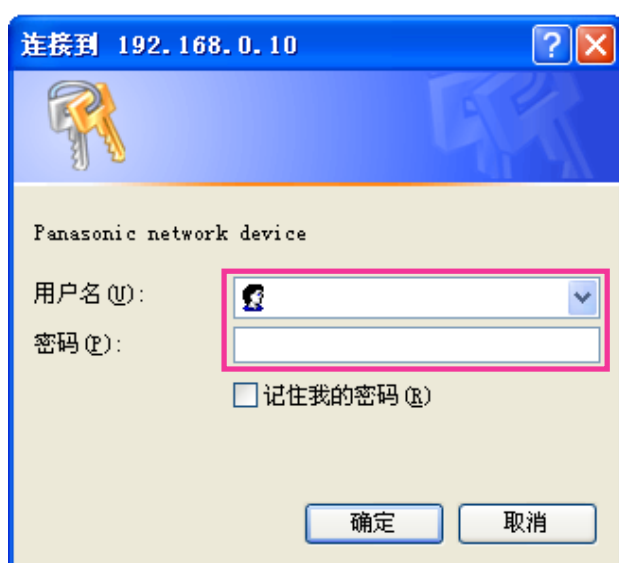 连接到 192.168.0.10
Panasonic network device
用户名(U):
密码(P):
记住我的密码(R)
确定 取消